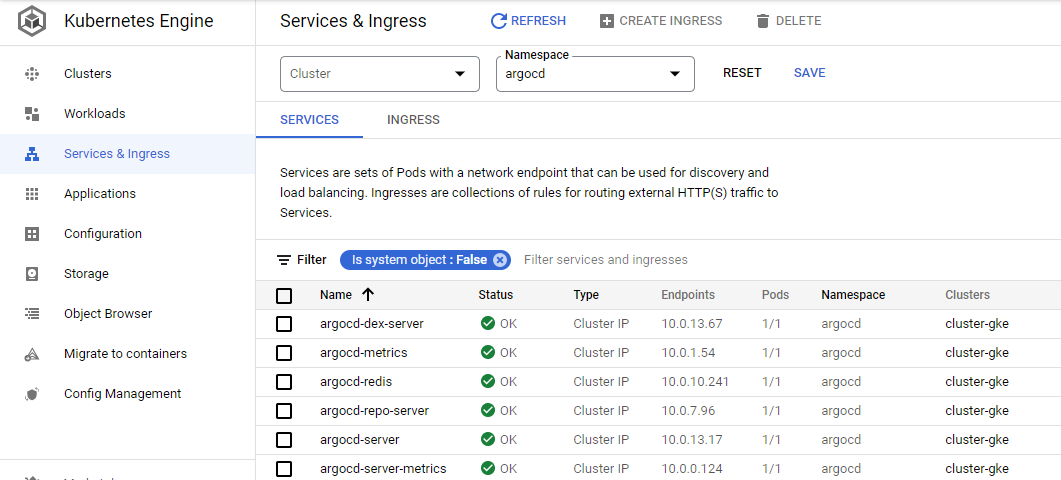 Kubernetes Engine
Services & Ingress
REFRESH
CREATE INGRESS
DELETE
Clusters
Workloads
Services & Ingress
Applications
Configuration
Storage
Object Browser
Migrate to containers
Config Management
Cluster
Namespace
argocd
RESET
SAVE
SERVICES
INGRESS
Services are sets of Pods with a network endpoint that can be used for discovery and
load balancing. Ingresses are collections of rules for routing external HTTP(S) traffic to
Services.
Filter
Is system object : False
Filter services and ingresses
Name Status Type Endpoints Pods Namespace Clusters
argocd-dex-server OK Cluster IP 10.0.13.67 1/1 argocd cluster-gke
argocd-metrics OK Cluster IP 10.0.1.54 1/1 argocd cluster-gke
argocd-redis OK Cluster IP 10.0.10.241 1/1 argocd cluster-gke
argocd-repo-server OK Cluster IP 10.0.7.96 1/1 argocd cluster-gke
argocd-server OK Cluster IP 10.0.13.17 1/1 argocd cluster-gke
argocd-server-metrics OK Cluster IP 10.0.0.124 1/1 argocd cluster-gke